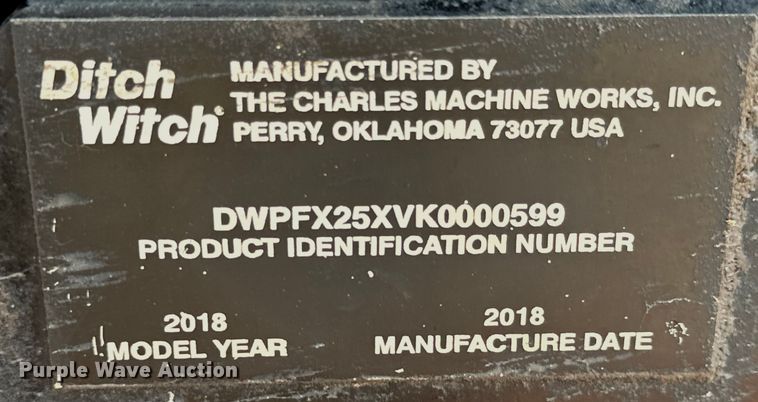 Ditch
Witch®
MANUFACTURED BY
THE CHARLES MACHINE WORKS, INC.
PERRY, OKLAHOMA 73077 USA
DWPFX25XVK0000599
PRODUCT IDENTIFICATION NUMBER
2018
MODEL YEAR
2018
MANUFACTURE DATE
Purple Wave Auction